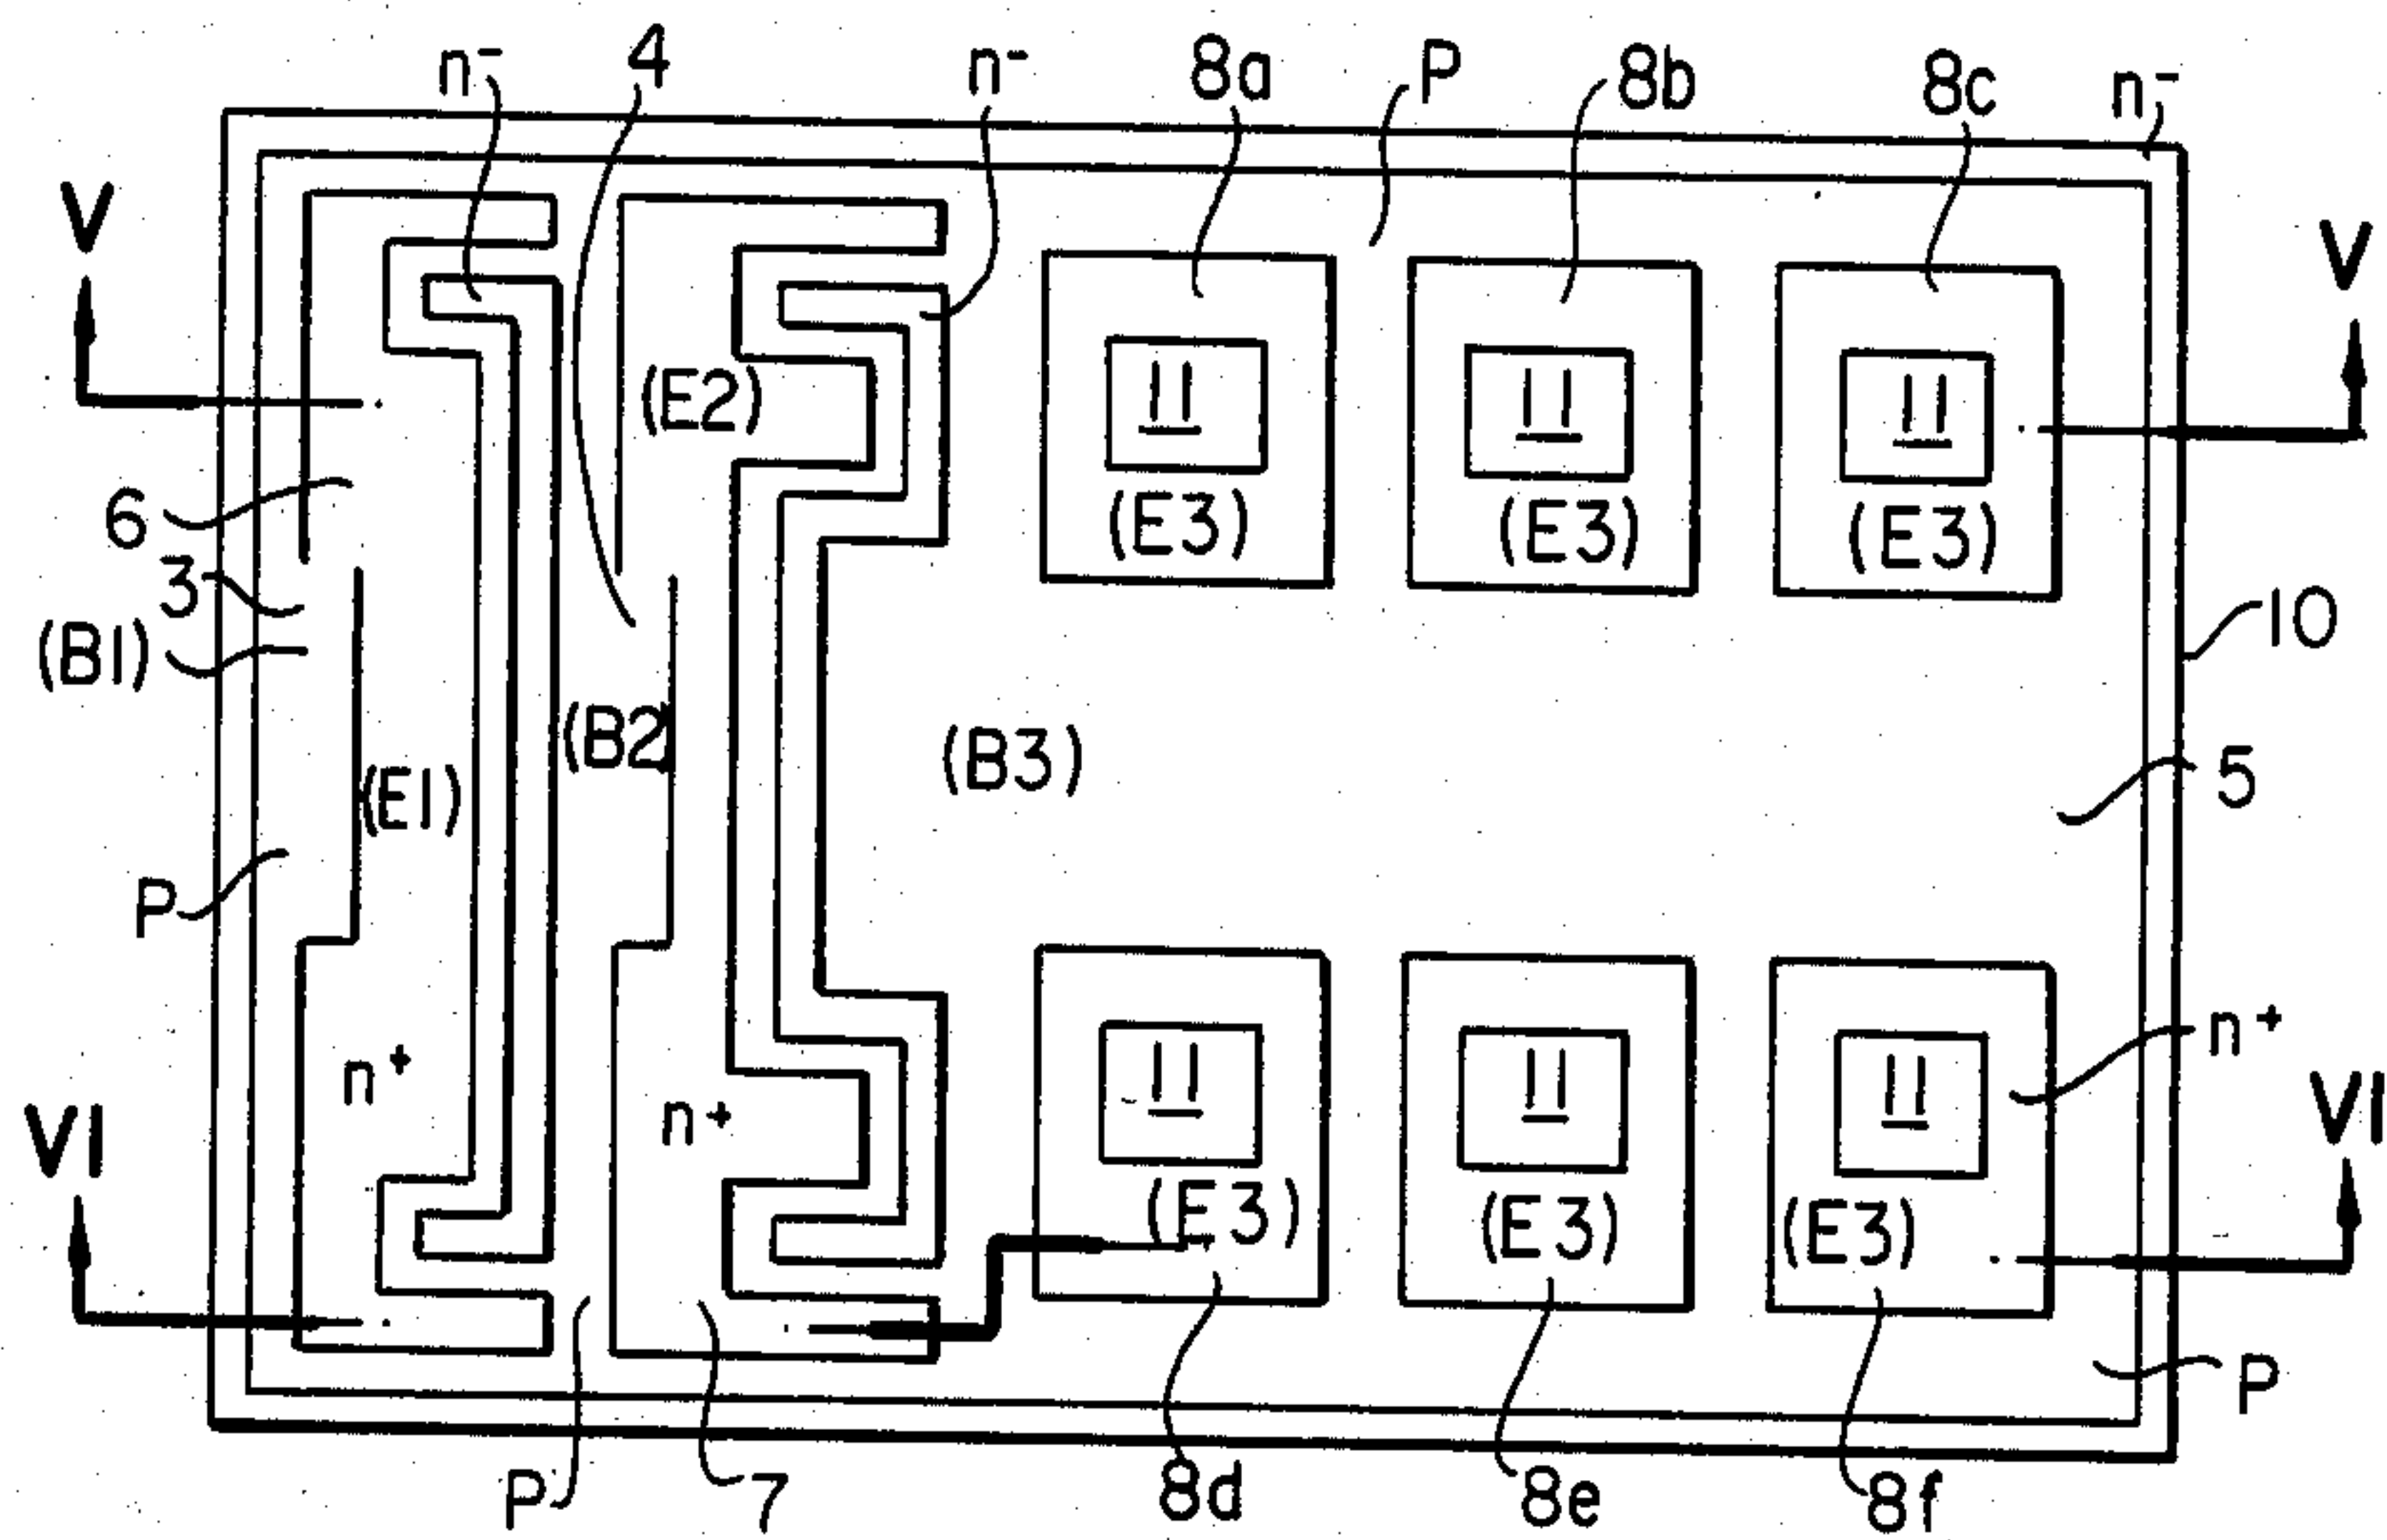 n⁻ 4 n⁻ 8a P 8b 8c n⁻
V V
(E2) 11 11 11
6 (E3) (E3) (E3)
3 10
(B1)
(B2) (B3) 5
(E1)
P
n⁺ n⁺ 11 11 11 n⁺
VI VI
(E3) (E3) (E3)
P
P 7 8d 8e 8f